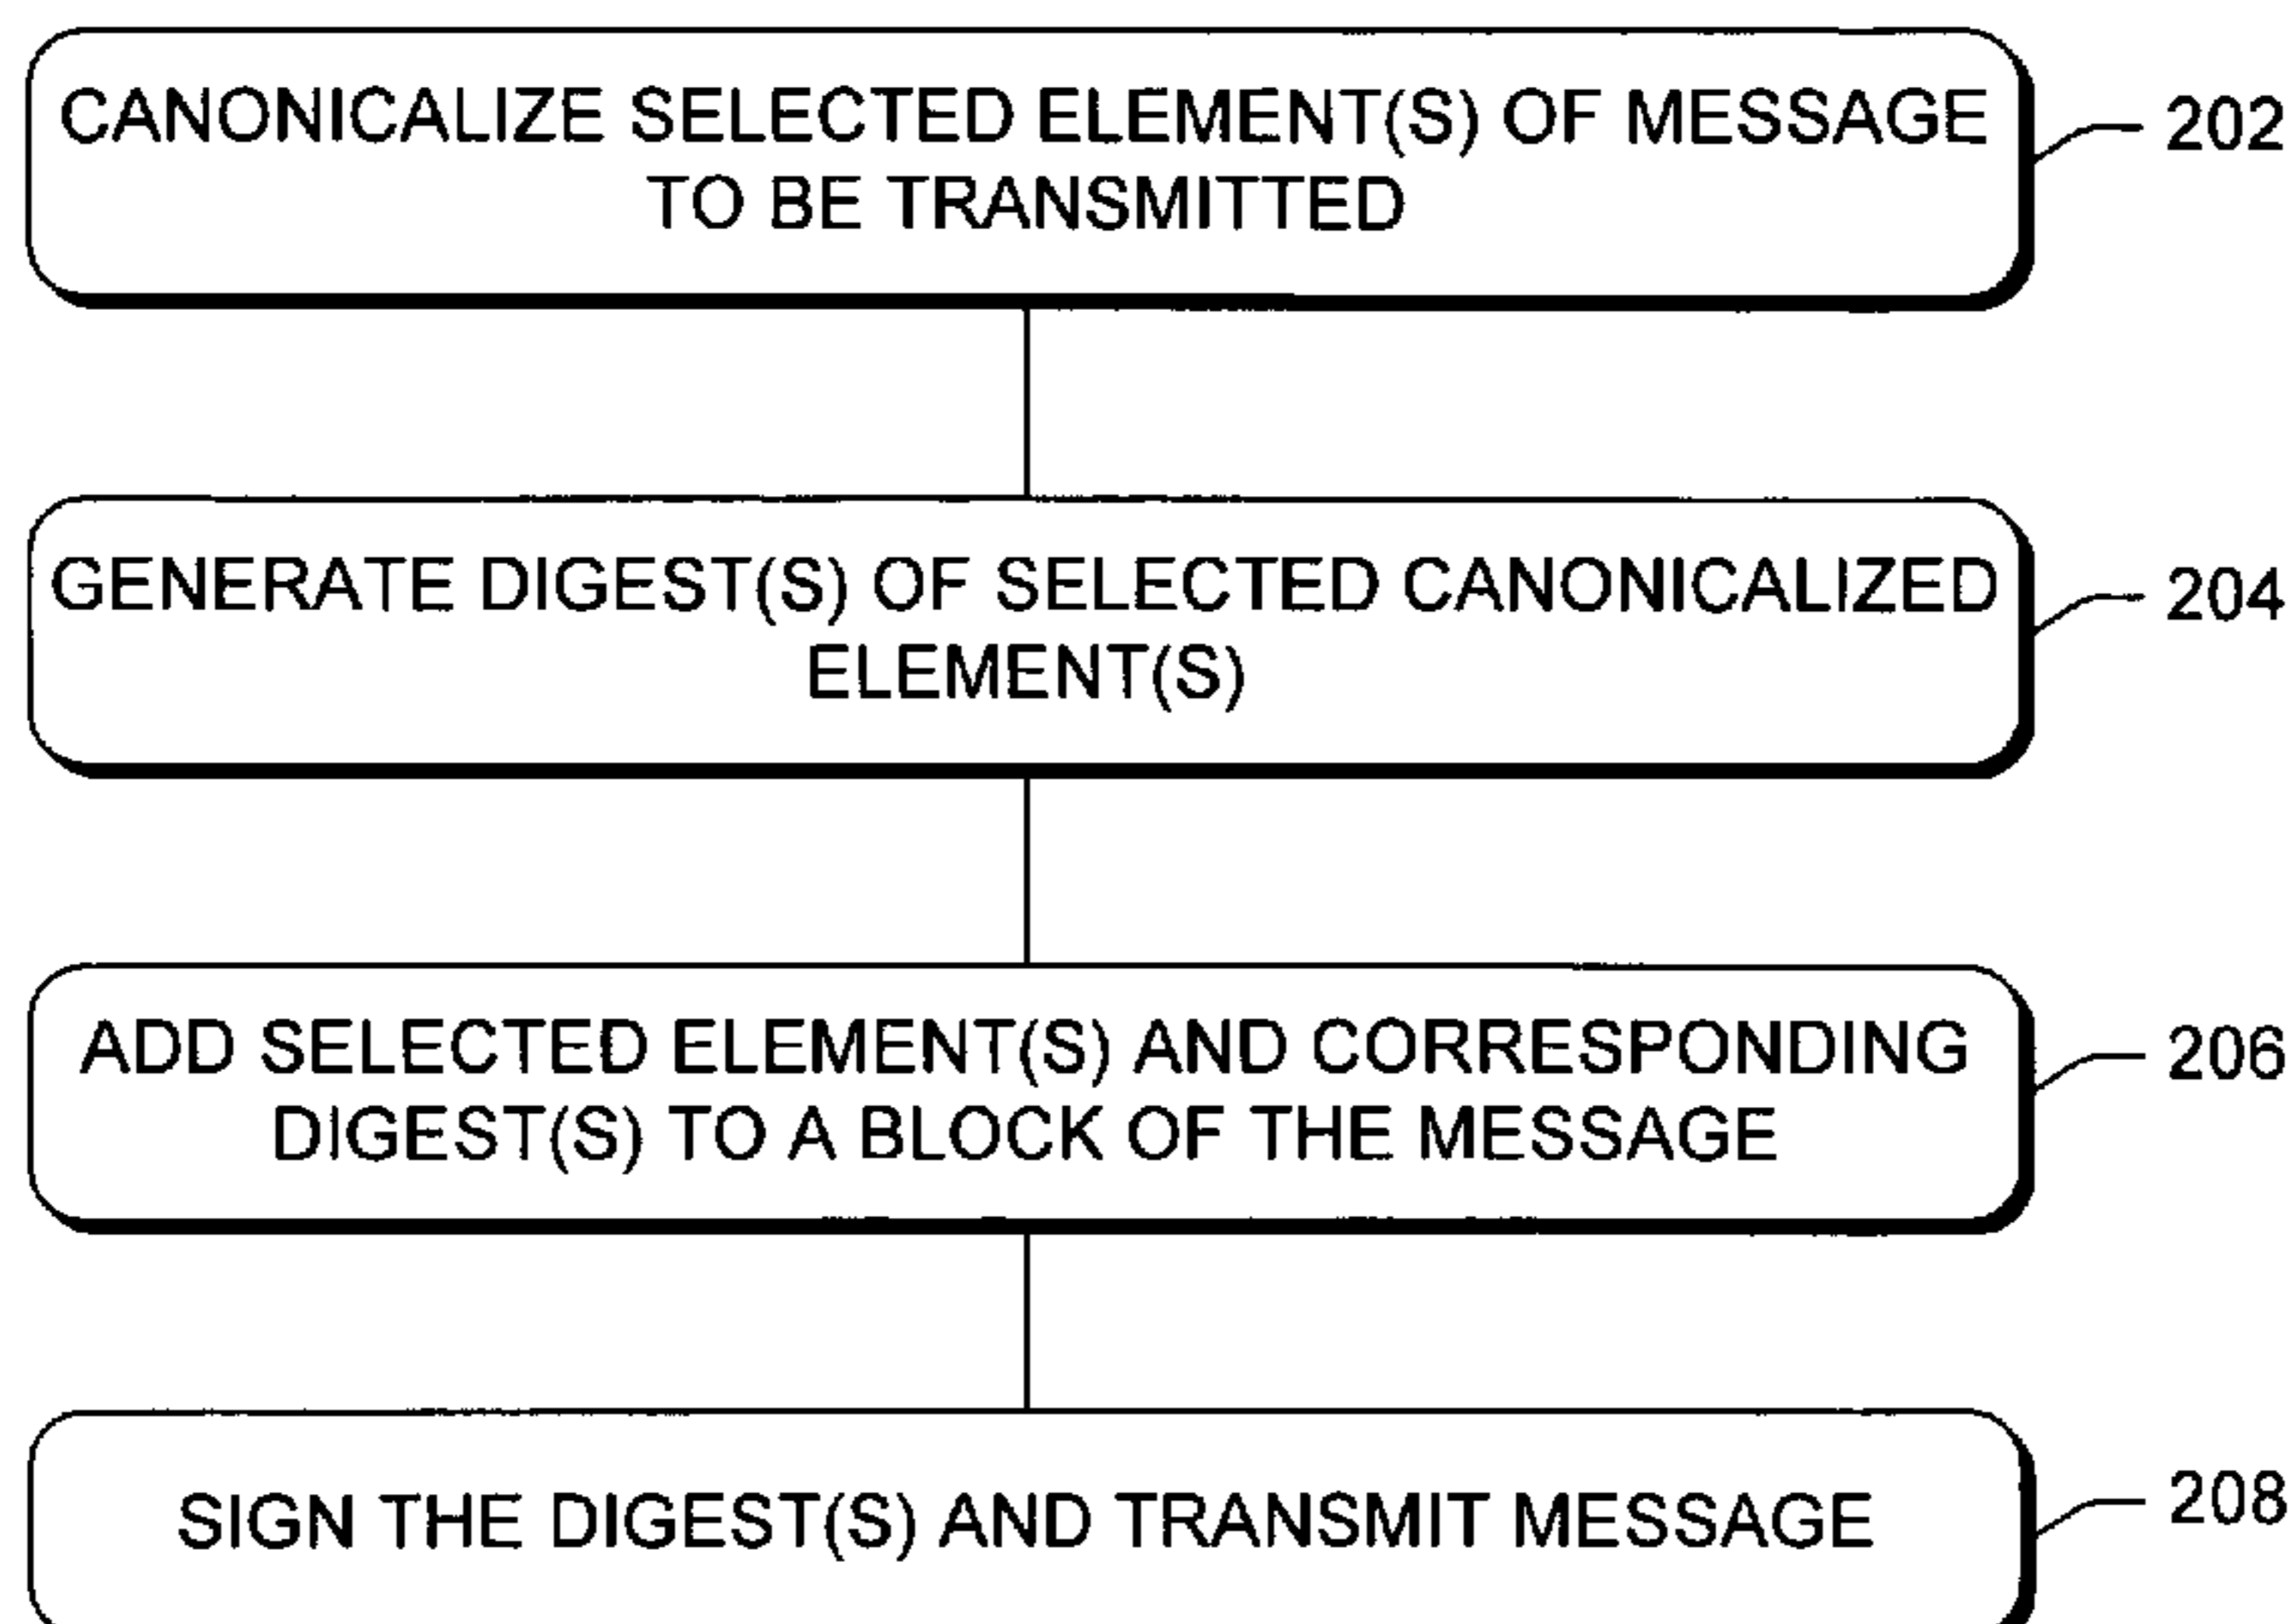 CANONICALIZE SELECTED ELEMENT(S) OF MESSAGE
TO BE TRANSMITTED
202
GENERATE DIGEST(S) OF SELECTED CANONICALIZED
ELEMENT(S)
204
ADD SELECTED ELEMENT(S) AND CORRESPONDING
DIGEST(S) TO A BLOCK OF THE MESSAGE
206
SIGN THE DIGEST(S) AND TRANSMIT MESSAGE
208